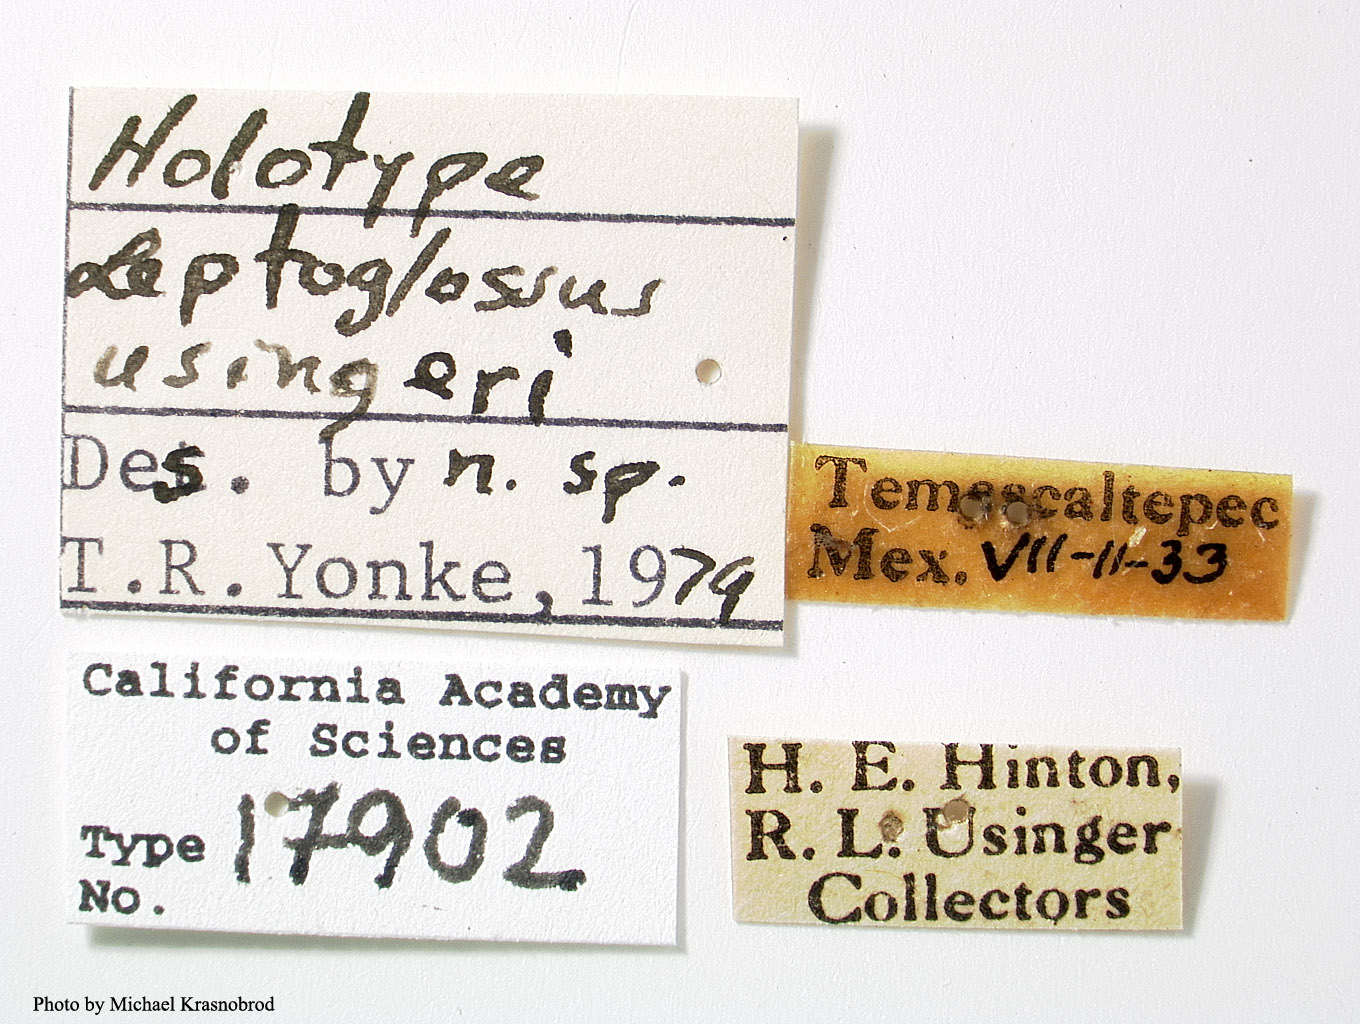 Holotype
Leptoglossus
usingeri
Des. by n. sp.
T.R. Yonke, 1979
Temescaltepec
Mex. VII-11-33
California Academy
of Sciences
Type 17902
No.
H. E. Hinton,
R. L. Usinger
Collectors
Photo by Michael Krasnobrod